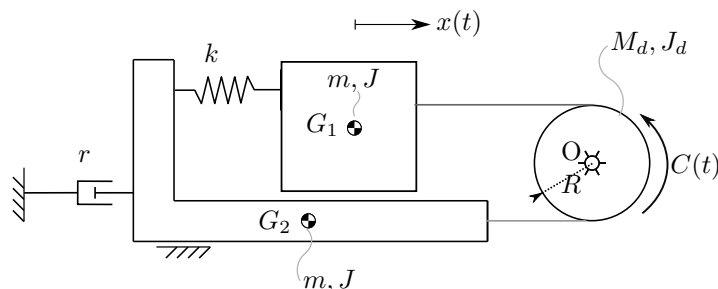 x(t)
k
M_d, J_d
m, J
G_1
O
C(t)
r
R
G_2
m, J